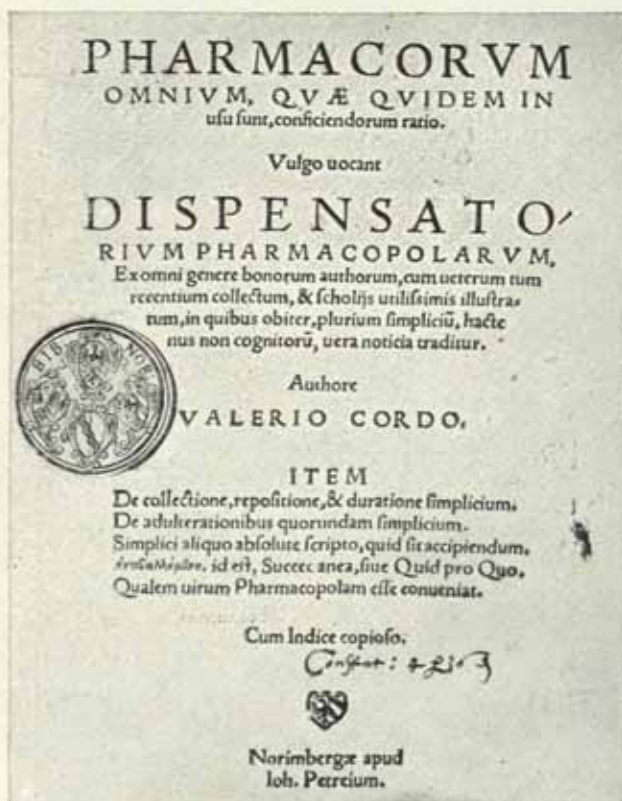 PHARMACORVM
OMNIVM, QVÆ QVIDEM IN
uſu ſunt, conficiendorum ratio.
Vulgo uocant
DISPENSATO-
RIVM PHARMACOPOLARVM,
Ex omni genere bonorum authorum, cum ueterum tum
recentium collectum, & ſcholijs utiliſsimis illuſtra-
tum, in quibus obiter, plurium ſimpliciũ, hacte
nus non cognitorũ, uera noticia traditur.
BIB NOR
Authore
VALERIO CORDO.
ITEM
De collectione, repoſitione, & duratione ſimplicium.
De adulterationibus quorundam ſimplicium.
Simplici aliquo abſolute ſcripto, quid ſit accipiendum.
id eſt, Succedanea, ſiue Quid pro Quo.
Qualem uirum Pharmacopolam eſſe conueniat.
Cum Indice copioſo.
Norimbergæ apud
Ioh. Petreium.